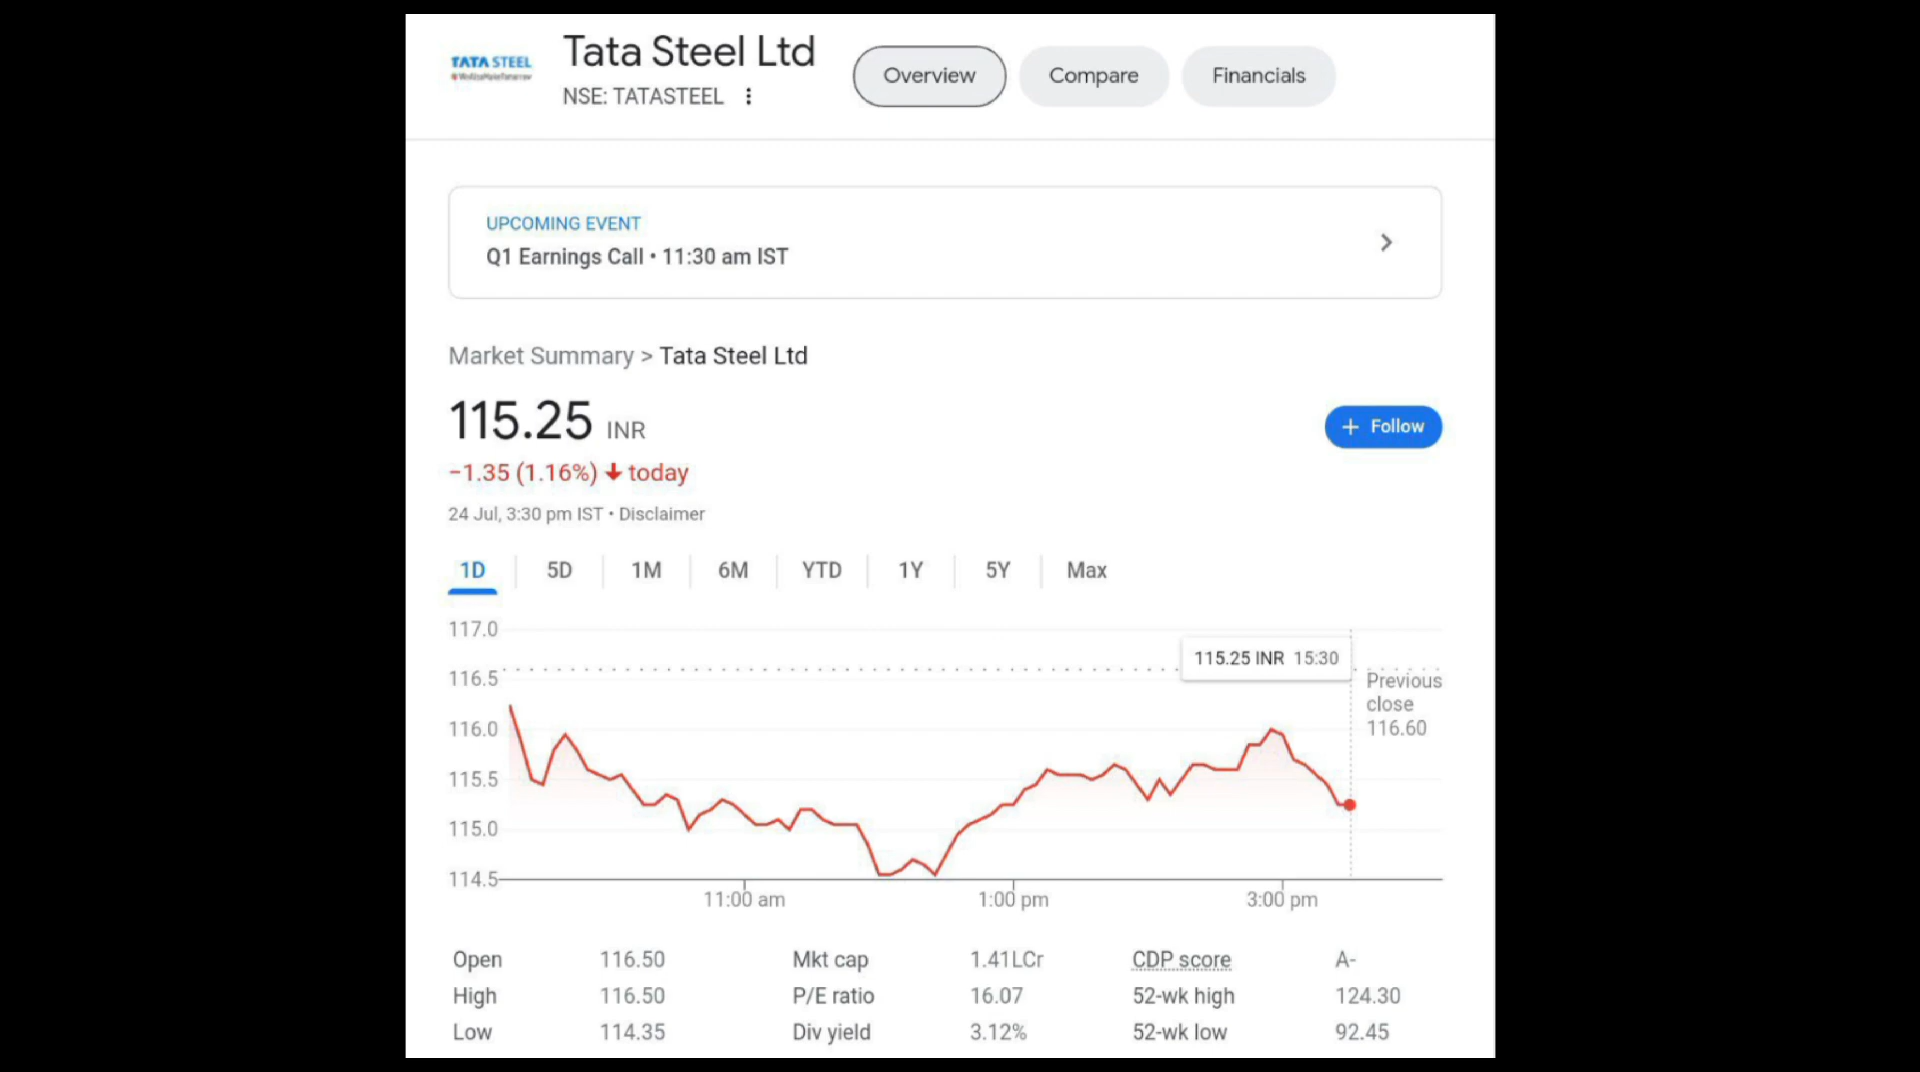 TATA STEEL
Tata Steel Ltd
NSE: TATASTEEL
Overview
Compare
Financials
UPCOMING EVENT
Q1 Earnings Call • 11:30 am IST
Market Summary > Tata Steel Ltd
115.25 INR
+ Follow
−1.35 (1.16%) today
24 Jul, 3:30 pm IST • Disclaimer
1D 5D 1M 6M YTD 1Y 5Y Max
117.0
115.25 INR 15:30
116.5
Previous
close
116.60
116.0
115.5
115.0
114.5
11:00 am 1:00 pm 3:00 pm
Open 116.50 Mkt cap 1.41LCr CDP score A-
High 116.50 P/E ratio 16.07 52-wk high 124.30
Low 114.35 Div yield 3.12% 52-wk low 92.45